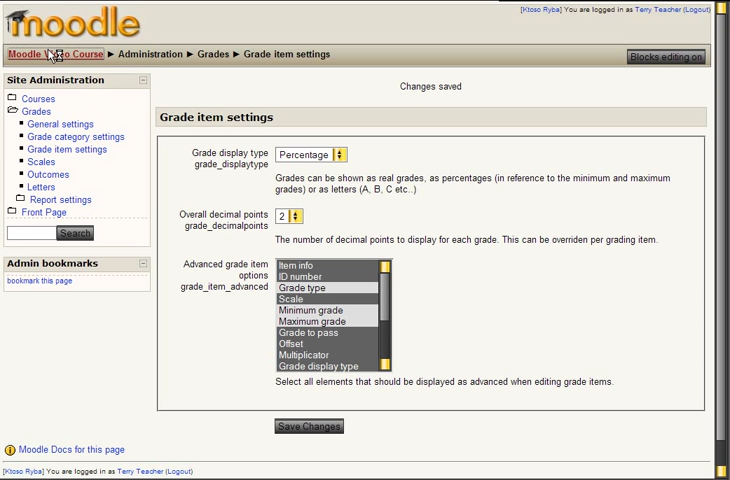 moodle
[Ktoso Ryba] You are logged in as Terry Teacher (Logout)
Moodle Video Course ► Administration ► Grades ► Grade item settings
Blocks editing on
Site Administration
Courses
Grades
General settings
Grade category settings
Grade item settings
Scales
Outcomes
Letters
Report settings
Front Page
Search
Admin bookmarks
bookmark this page
Changes saved
Grade item settings
Grade display type
grade_displaytype
Percentage
Grades can be shown as real grades, as percentages (in reference to the minimum and maximum
grades) or as letters (A, B, C etc..)
Overall decimal points
grade_decimalpoints
2
The number of decimal points to display for each grade. This can be overriden per grading item.
Advanced grade item
options
grade_item_advanced
Item info
ID number
Grade type
Scale
Minimum grade
Maximum grade
Grade to pass
Offset
Multiplicator
Grade display type
Select all elements that should be displayed as advanced when editing grade items.
Save Changes
Moodle Docs for this page
[Ktoso Ryba] You are logged in as Terry Teacher (Logout)